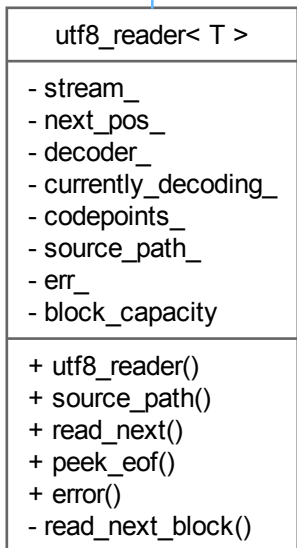 utf8_reader< T >
- stream_
- next_pos_
- decoder_
- currently_decoding_
- codepoints_
- source_path_
- err_
- block_capacity
+ utf8_reader()
+ source_path()
+ read_next()
+ peek_eof()
+ error()
- read_next_block()